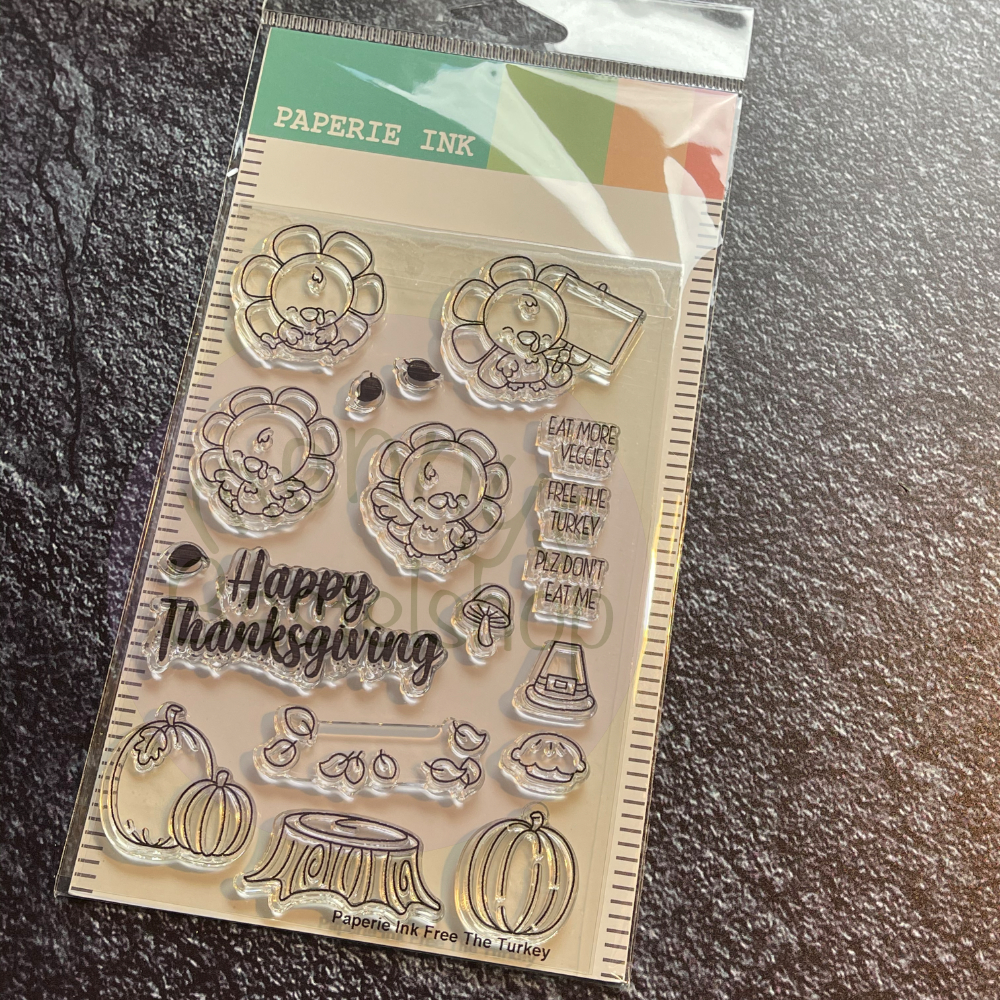 PAPERIE INK
EAT MORE
VEGGIES
FREE THE
TURKEY
PLZ DON'T
EAT ME
Happy
Thanksgiving
Paperie Ink Free The Turkey